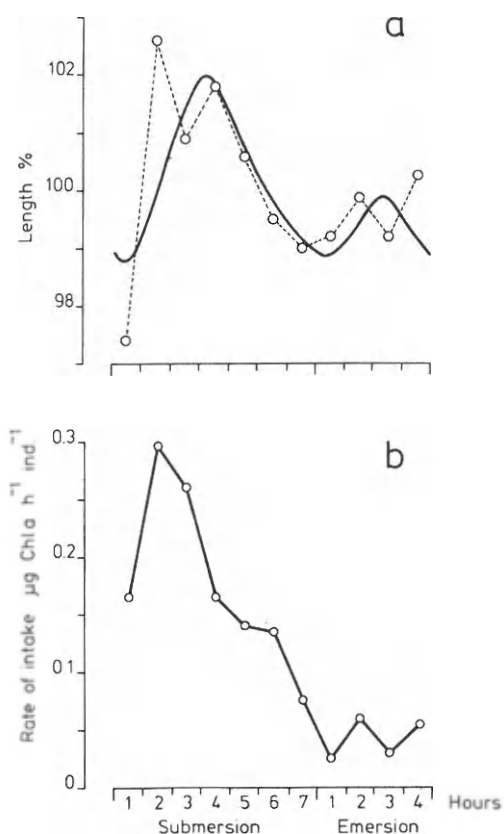 a
102
100
98
Length %
b
0.3
0.2
0.1
0
Rate of intake µg Chl a h⁻¹ ind.⁻¹
1 2 3 4 5 6 7 1 2 3 4 Hours
Submersion Emersion